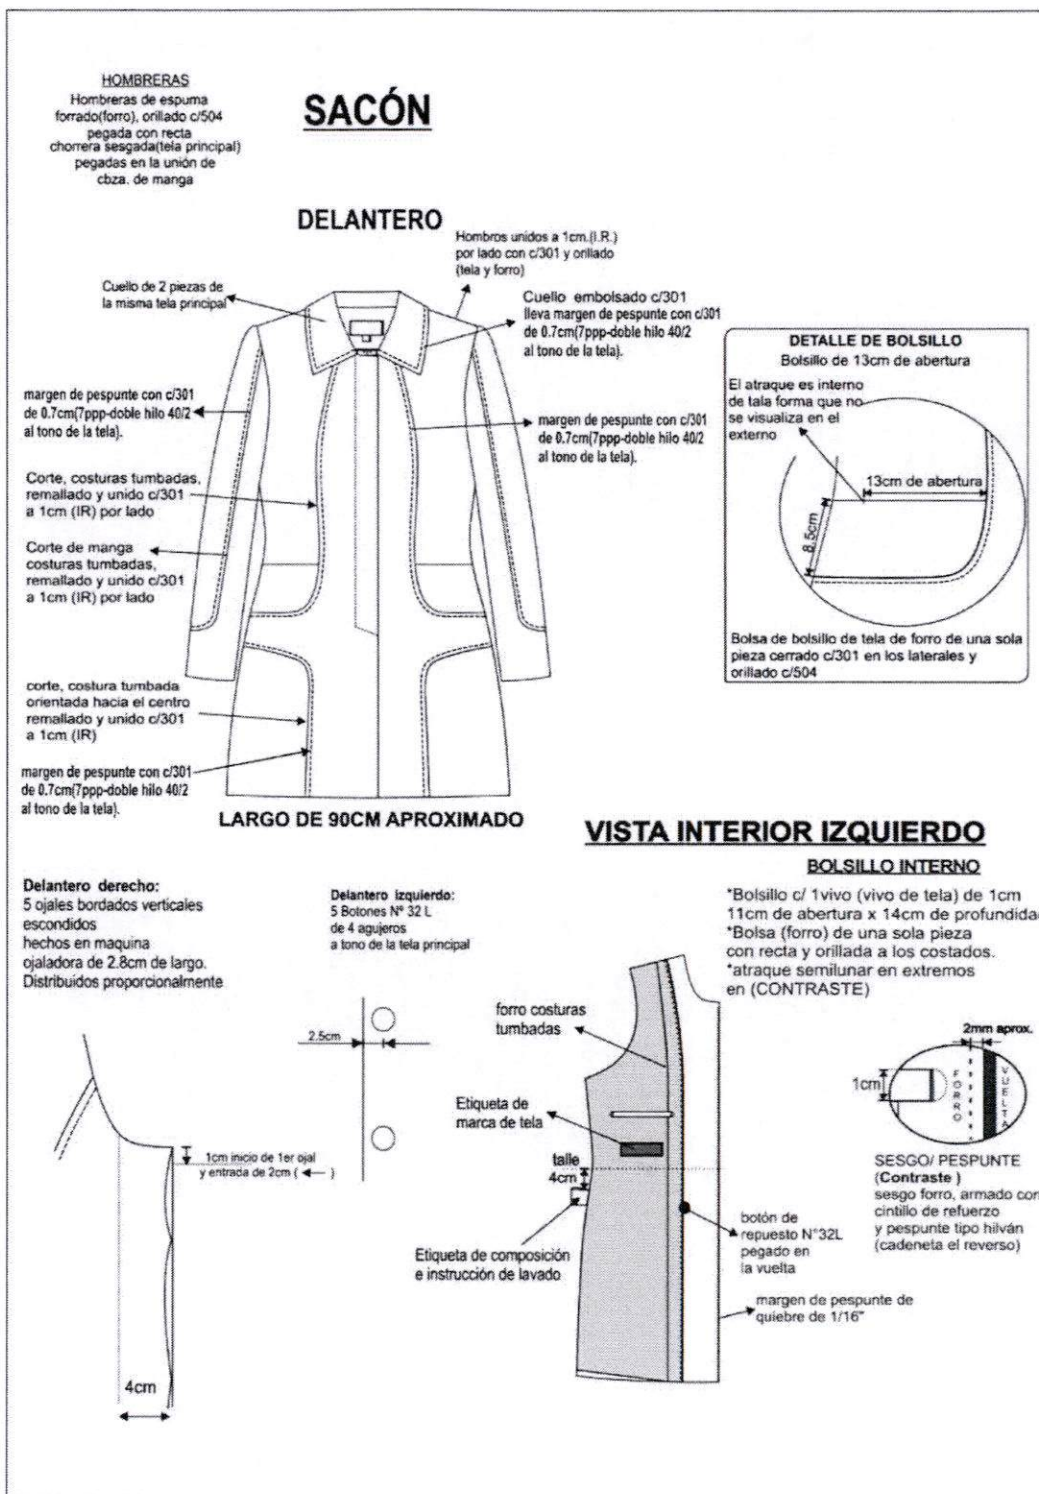 HOMBRERAS
Hombreras de espuma
forrado(forro), orillado c/504
pegada con recta
chorrera sesgada(tela principal)
pegadas en la unión de
cbza. de manga
SACÓN
DELANTERO
Hombros unidos a 1cm.(I.R.)
por lado con c/301 y orillado
(tela y forro)
Cuello de 2 piezas de
la misma tela principal
Cuello embolsado c/301
lleva margen de pespunte con c/301
de 0.7cm(7ppp-doble hilo 40/2
al tono de la tela).
margen de pespunte con c/301
de 0.7cm(7ppp-doble hilo 40/2
al tono de la tela).
margen de pespunte con c/301
de 0.7cm(7ppp-doble hilo 40/2
al tono de la tela).
Corte, costuras tumbadas,
remallado y unido c/301
a 1cm (IR) por lado
Corte de manga
costuras tumbadas,
remallado y unido c/301
a 1cm (IR) por lado
corte, costura tumbada
orientada hacia el centro
remallado y unido c/301
a 1cm (IR)
margen de pespunte con c/301
de 0.7cm(7ppp-doble hilo 40/2
al tono de la tela).
DETALLE DE BOLSILLO
Bolsillo de 13cm de abertura
El atraque es interno
de tala forma que no
se visualiza en el
externo
13cm de abertura
8.5cm
Bolsa de bolsillo de tela de forro de una sola
pieza cerrado c/301 en los laterales y
orillado c/504
LARGO DE 90CM APROXIMADO
VISTA INTERIOR IZQUIERDO
BOLSILLO INTERNO
*Bolsillo c/ 1vivo (vivo de tela) de 1cm
11cm de abertura x 14cm de profundida
*Bolsa (forro) de una sola pieza
con recta y orillada a los costados.
*atraque semilunar en extremos
en (CONTRASTE)
Delantero derecho:
5 ojales bordados verticales
escondidos
hechos en maquina
ojaladora de 2.8cm de largo.
Distribuidos proporcionalmente
Delantero izquierdo:
5 Botones N° 32 L
de 4 agujeros
a tono de la tela principal
2.5cm
1cm inicio de 1er ojal
y entrada de 2cm ( ← )
4cm
forro costuras
tumbadas
Etiqueta de
marca de tela
talle
4cm
Etiqueta de composición
e instrucción de lavado
botón de
repuesto N°32L
pegado en
la vuelta
margen de pespunte de
quiebre de 1/16"
2mm aprox.
1cm
FORRO
VUELTA
SESGO/ PESPUNTE
(Contraste )
sesgo forro, armado con
cintillo de refuerzo
y pespunte tipo hilván
(cadeneta el reverso)